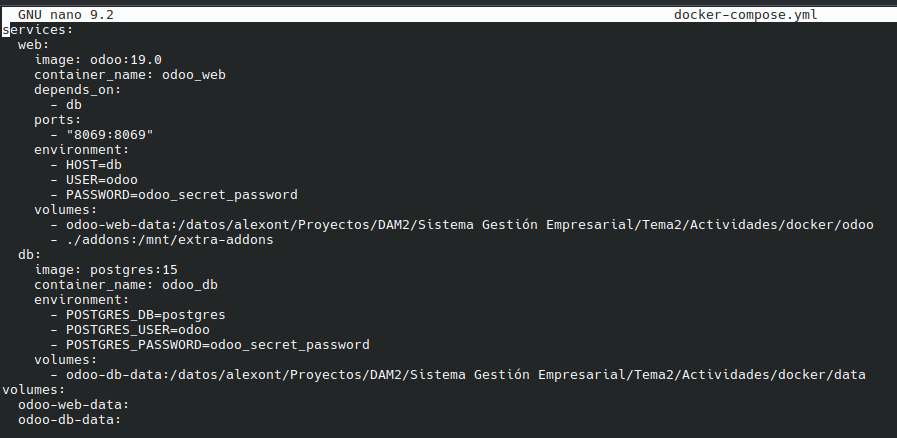 GNU nano 9.2 docker-compose.yml
services:
  web:
    image: odoo:19.0
    container_name: odoo_web
    depends_on:
      - db
    ports:
      - "8069:8069"
    environment:
      - HOST=db
      - USER=odoo
      - PASSWORD=odoo_secret_password
    volumes:
      - odoo-web-data:/datos/alexont/Proyectos/DAM2/Sistema Gestión Empresarial/Tema2/Actividades/docker/odoo
      - ./addons:/mnt/extra-addons
  db:
    image: postgres:15
    container_name: odoo_db
    environment:
      - POSTGRES_DB=postgres
      - POSTGRES_USER=odoo
      - POSTGRES_PASSWORD=odoo_secret_password
    volumes:
      - odoo-db-data:/datos/alexont/Proyectos/DAM2/Sistema Gestión Empresarial/Tema2/Actividades/docker/data
volumes:
  odoo-web-data:
  odoo-db-data: